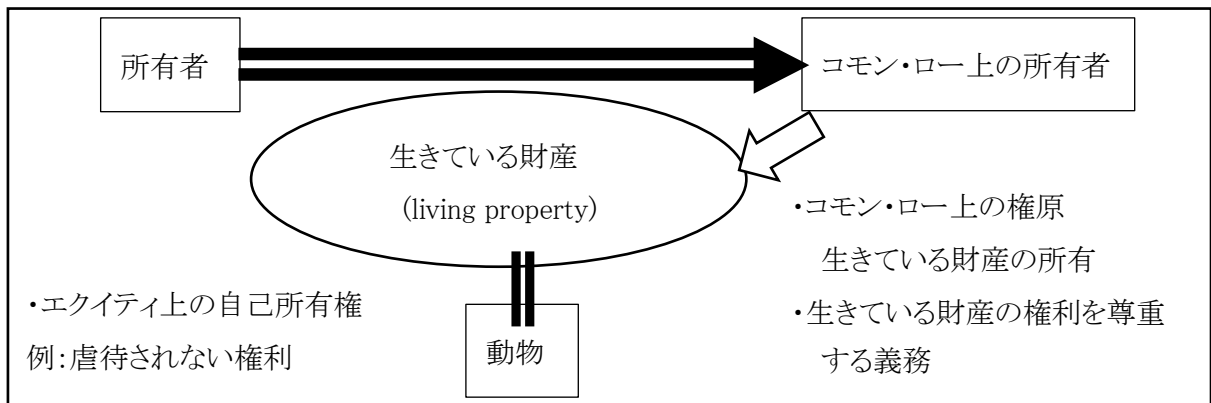 所有者
コモン・ロー上の所有者
生きている財産
(living property)
・コモン・ロー上の権原
生きている財産の所有
・エクイティ上の自己所有権
・生きている財産の権利を尊重
例：虐待されない権利
動物
する義務